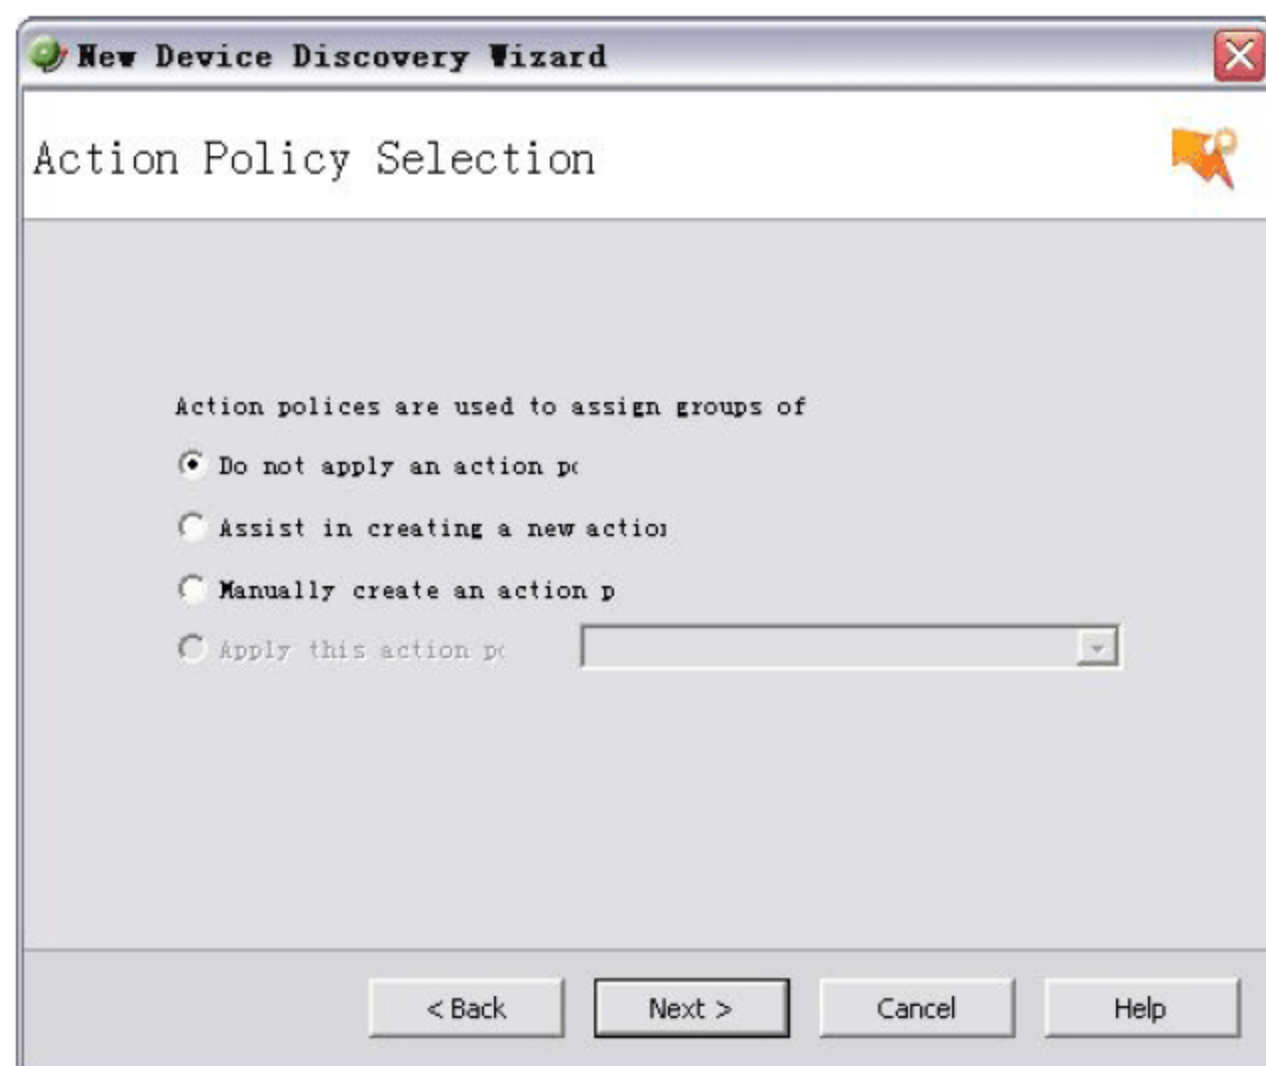 New Device Discovery Wizard
Action Policy Selection
Action polices are used to assign groups of
Do not apply an action
Assist in creating a new action
Manually create an action p
Apply this action
< Back Next > Cancel Help